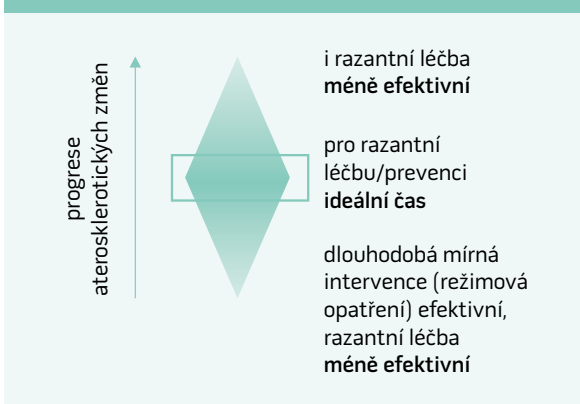 progrese
aterosklerotických změn
i razantní léčba
méně efektivní
pro razantní
léčbu/prevenci
ideální čas
dlouhodobá mírná
intervence (režimová
opatření) efektivní,
razantní léčba
méně efektivní